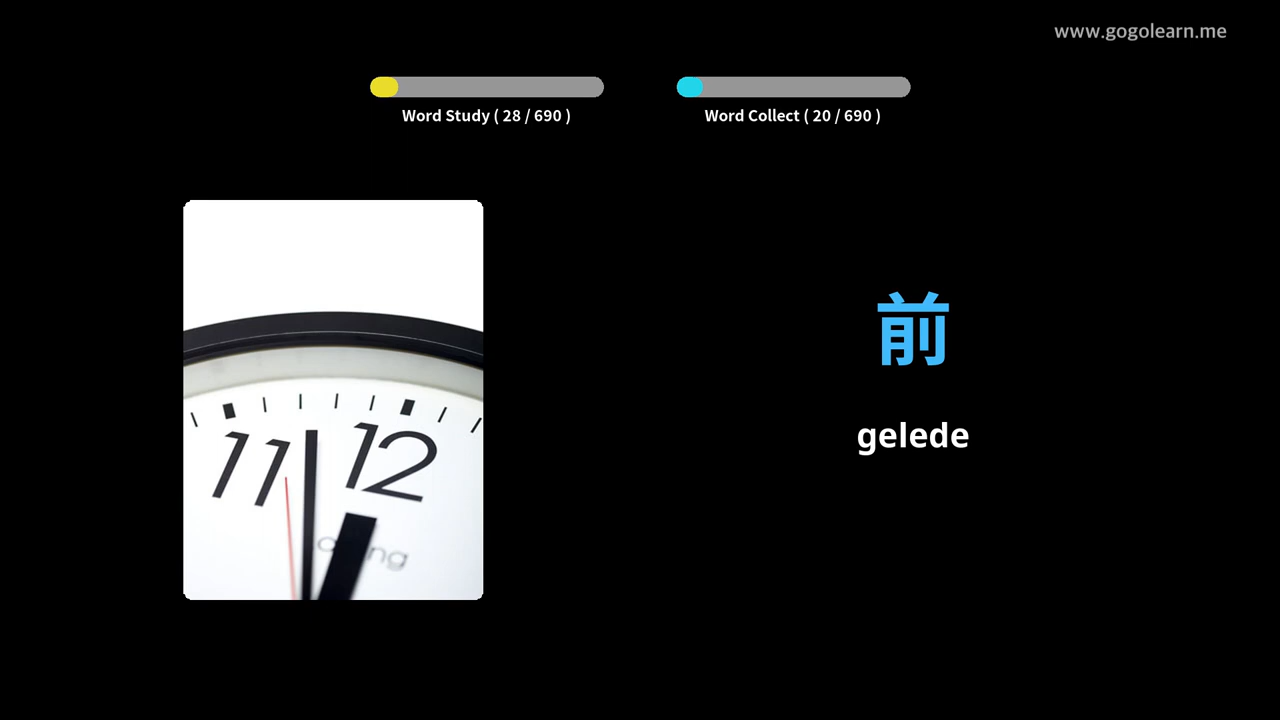 www.gogolearn.me
Word Study ( 28 / 690 )
Word Collect ( 20 / 690 )
11
12
前
gelede